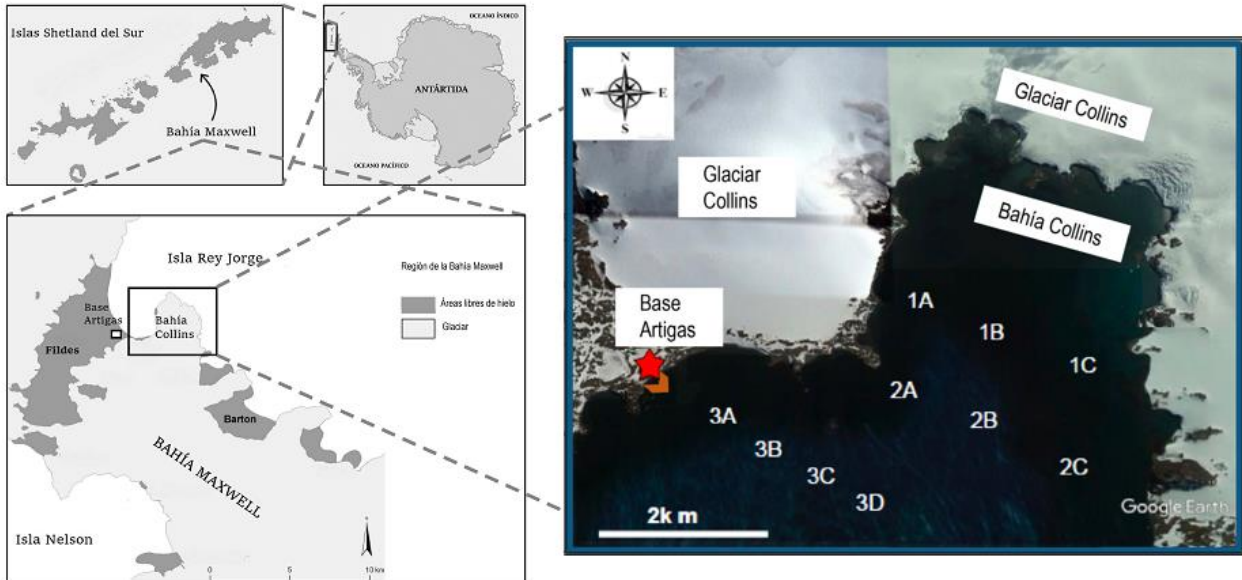 Islas Shetland del Sur
Bahía Maxwell
OCEANO ÍNDICO
ANTÁRTIDA
OCEANO PACÍFICO
Isla Rey Jorge
Base
Artigas
Bahía
Collins
Fildes
Barton
BAHÍA MAXWELL
Isla Nelson
Región de la Bahía Maxwell
Áreas libres de hielo
Glaciar
0 5 10 km
N
W E
S
Glaciar Collins
Glaciar
Collins
Bahía Collins
Base
Artigas
1A
1B
1C
2A
2B
2C
3A
3B
3C
3D
2k m
Google Earth